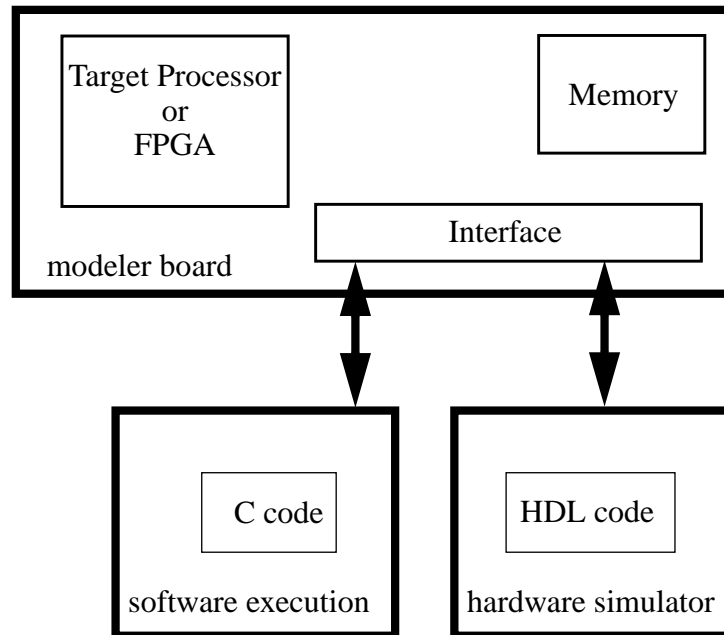 Target Processor
or
FPGA
Memory
Interface
modeler board
C code
software execution
HDL code
hardware simulator